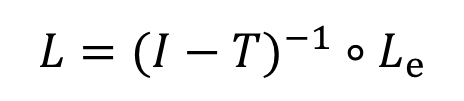 L = (I − T)⁻¹ ∘ Lₑ